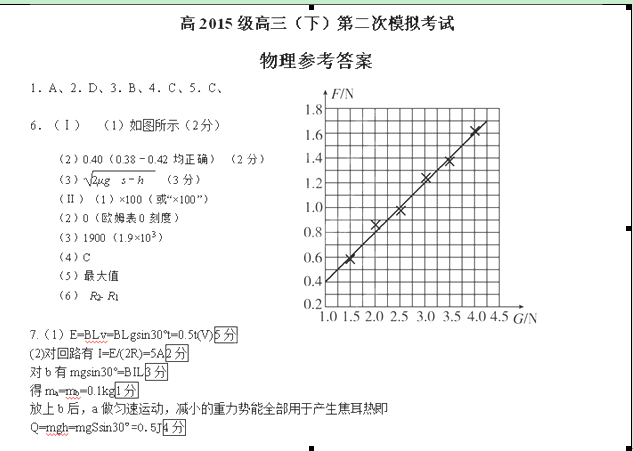 高2015级高三（下）第二次模拟考试
物理参考答案
1．A、2．D、3．B、4．C、5．C、
6．（Ⅰ） （1）如图所示（2分）
（2）0.40（0.38－0.42 均正确） （2 分）
（3）√2μg s－h （3 分）
（II）（1）×100（或“×100”）
（2）0（欧姆表0 刻度）
（3）1900（1.9×10³）
（4）C
（5）最大值
（6） R₂- R₁
F/N
1.8
1.6
1.4
1.2
1.0
0.8
0.6
0.4
0.2
1.0 1.5 2.0 2.5 3.0 3.5 4.0 4.5 G/N
7.（1）E=BLv=BLgsin30°t=0.5t(V)5 分
(2)对回路有 I=E/(2R)=5A2 分
对 b 有 mgsin30°=BIL3 分
得 mₐ=m_b=0.1kg1 分
放上 b 后，a 做匀速运动，减小的重力势能全部用于产生焦耳热即
Q=mgh=mgSsin30°=0.5J4 分